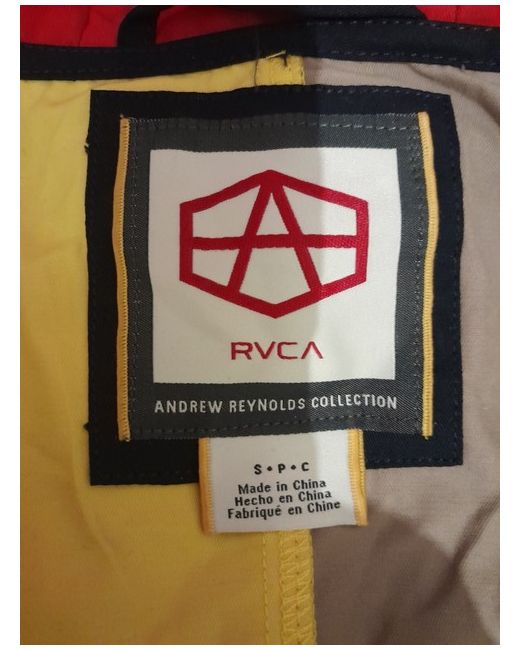 RVCA
ANDREW REYNOLDS COLLECTION
S•P•C
Made in China
Hecho en China
Fabriqué en Chine